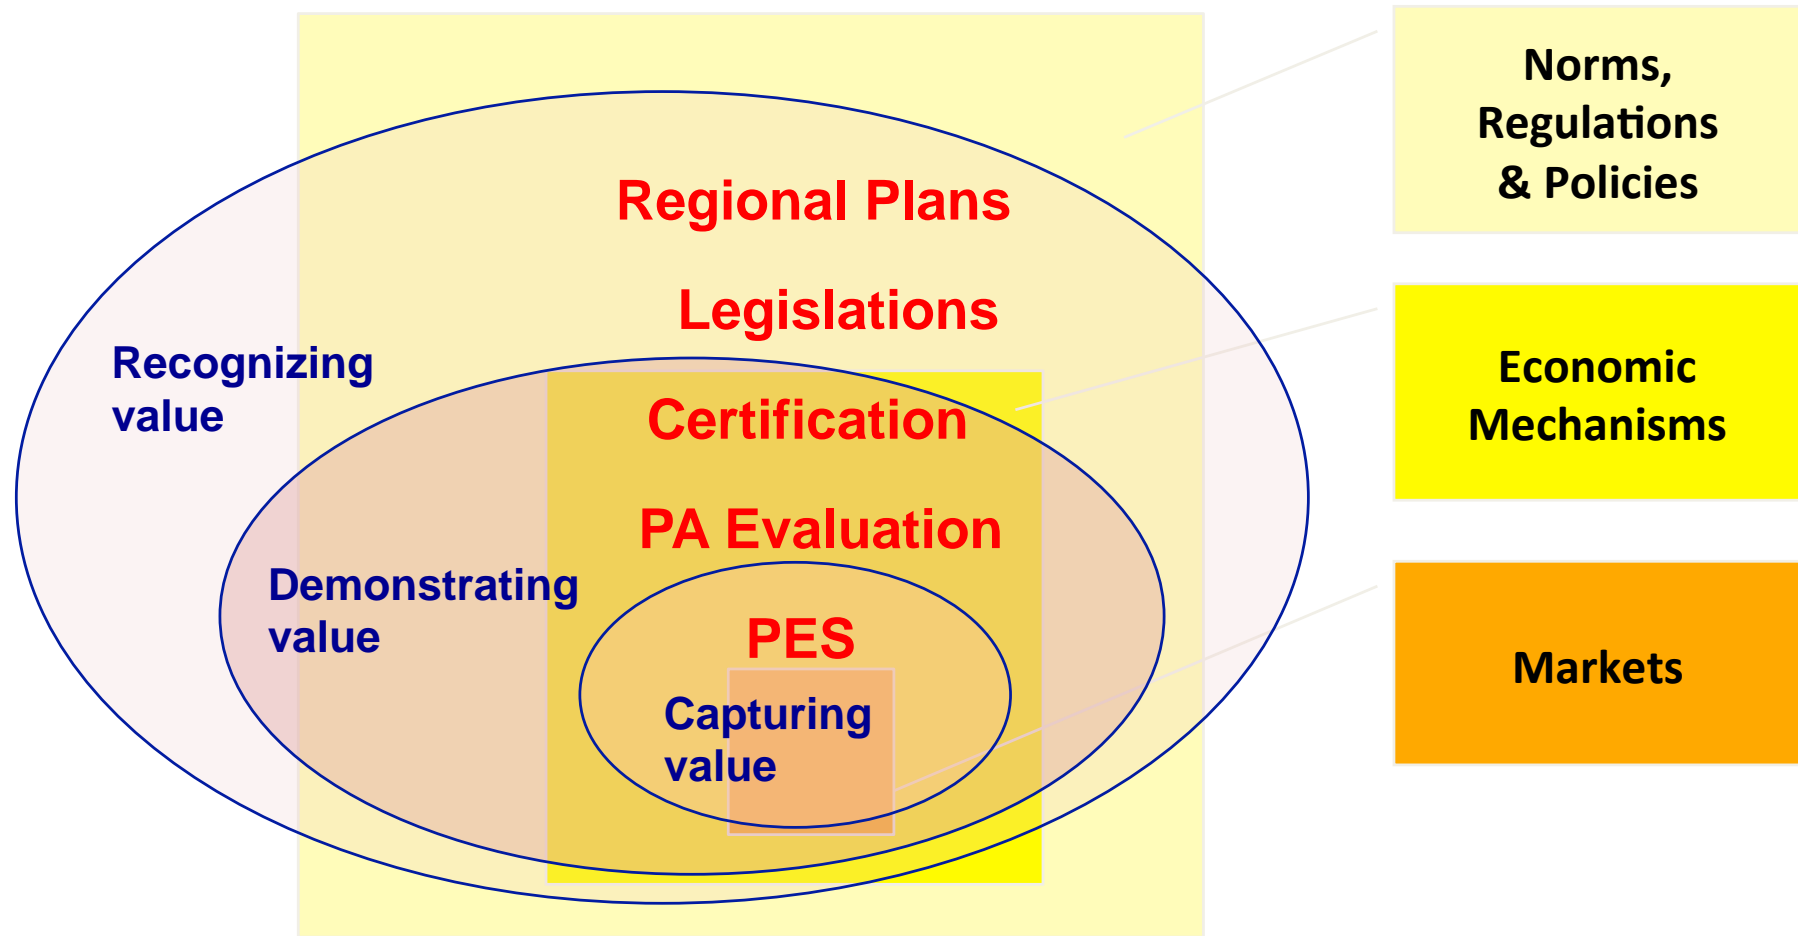 Regional Plans
Legislations
Recognizing
value
Certification
PA Evaluation
Demonstrating
value
PES
Capturing
value
Norms,
Regulations
& Policies
Economic
Mechanisms
Markets